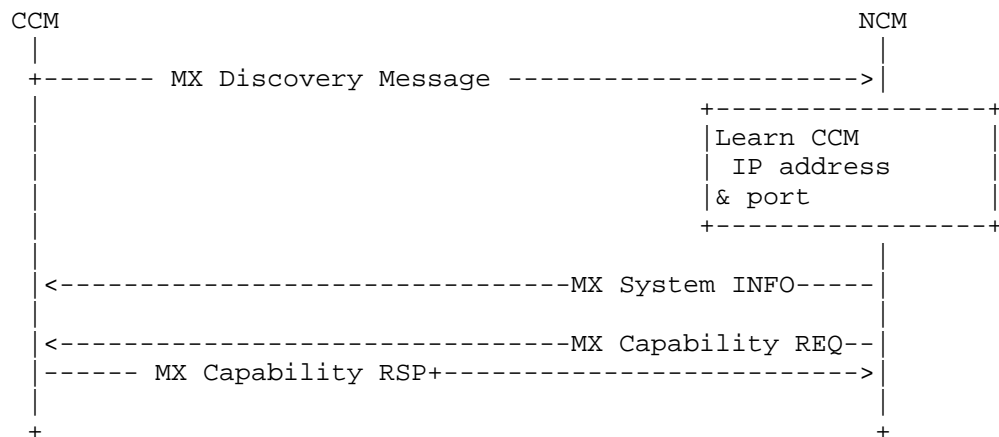 CCM NCM
+------- MX Discovery Message ---------------------->|
+-----------------+
|Learn CCM |
| IP address |
|& port |
+-----------------+
|<--------------------------------MX System INFO-----|
|<--------------------------------MX Capability REQ--|
|------ MX Capability RSP+-------------------------->|
+ +